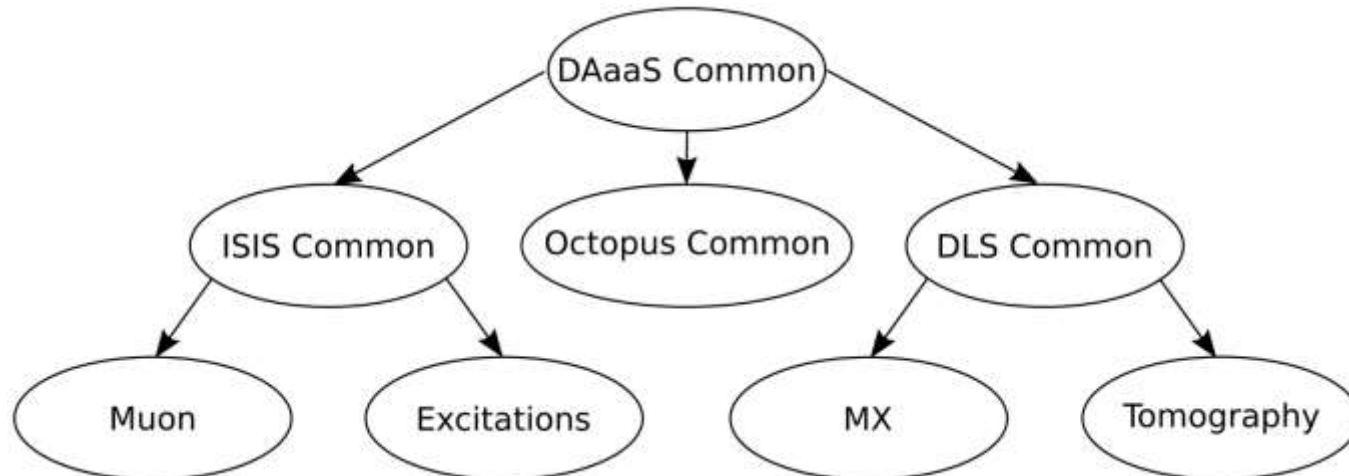 DAaaS Common
ISIS Common
Octopus Common
DLS Common
Muon
Excitations
MX
Tomography